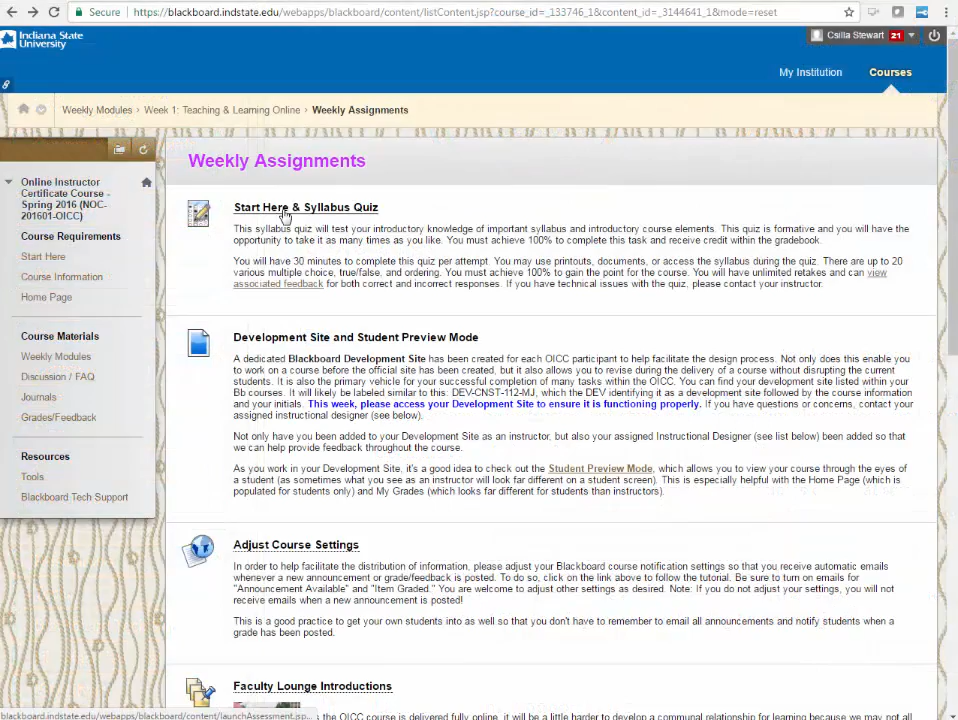 Secure
https://blackboard.indstate.edu/webapps/blackboard/content/listContent.jsp?course_id=_133746_1&content_id=_3144641_1&mode=reset
Indiana State
University
Csilla Stewart 21
My Institution
Courses
Weekly Modules › Week 1: Teaching & Learning Online › Weekly Assignments
Online Instructor
Certificate Course -
Spring 2016 (NOC-
201601-OICC)
Course Requirements
Start Here
Course Information
Home Page
Course Materials
Weekly Modules
Discussion / FAQ
Journals
Grades/Feedback
Resources
Tools
Blackboard Tech Support
Weekly Assignments
Start Here & Syllabus Quiz
This syllabus quiz will test your introductory knowledge of important syllabus and introductory course elements. This quiz is formative and you will have the
opportunity to take it as many times as you like. You must achieve 100% to complete this task and receive credit within the gradebook.
You will have 30 minutes to complete this quiz per attempt. You may use printouts, documents, or access the syllabus during the quiz. There are up to 20
various multiple choice, true/false, and ordering. You must achieve 100% to gain the point for the course. You will have unlimited retakes and can view
associated feedback for both correct and incorrect responses. If you have technical issues with the quiz, please contact your instructor.
Development Site and Student Preview Mode
A dedicated Blackboard Development Site has been created for each OICC participant to help facilitate the design process. Not only does this enable you
to work on a course before the official site has been created, but it also allows you to revise during the delivery of a course without disrupting the current
students. It is also the primary vehicle for your successful completion of many tasks within the OICC. You can find your development site listed within your
Bb courses. It will likely be labeled similar to this: DEV-CNST-112-MJ, which the DEV identifying it as a development site followed by the course information
and your initials. This week, please access your Development Site to ensure it is functioning properly. If you have questions or concerns, contact your
assigned instructional designer (see below).
Not only have you been added to your Development Site as an instructor, but also your assigned Instructional Designer (see list below) been added so that
we can help provide feedback throughout the course.
As you work in your Development Site, it's a good idea to check out the Student Preview Mode, which allows you to view your course through the eyes of
a student (as sometimes what you see as an instructor will look far different on a student screen). This is especially helpful with the Home Page (which is
populated for students only) and My Grades (which looks far different for students than instructors).
Adjust Course Settings
In order to help facilitate the distribution of information, please adjust your Blackboard course notification settings so that you receive automatic emails
whenever a new announcement or grade/feedback is posted. To do so, click on the link above to follow the tutorial. Be sure to turn on emails for
"Announcement Available" and "Item Graded." You are welcome to adjust other settings as desired. Note: If you do not adjust your settings, you will not
receive emails when a new announcement is posted!
This is a good practice to get your own students into as well so that you don't have to remember to email all announcements and notify students when a
grade has been posted.
Faculty Lounge Introductions
s the OICC course is delivered fully online, it will be a little harder to develop a communal relationship for learning because we may not all
blackboard.indstate.edu/webapps/blackboard/content/launchAssessment.jsp...